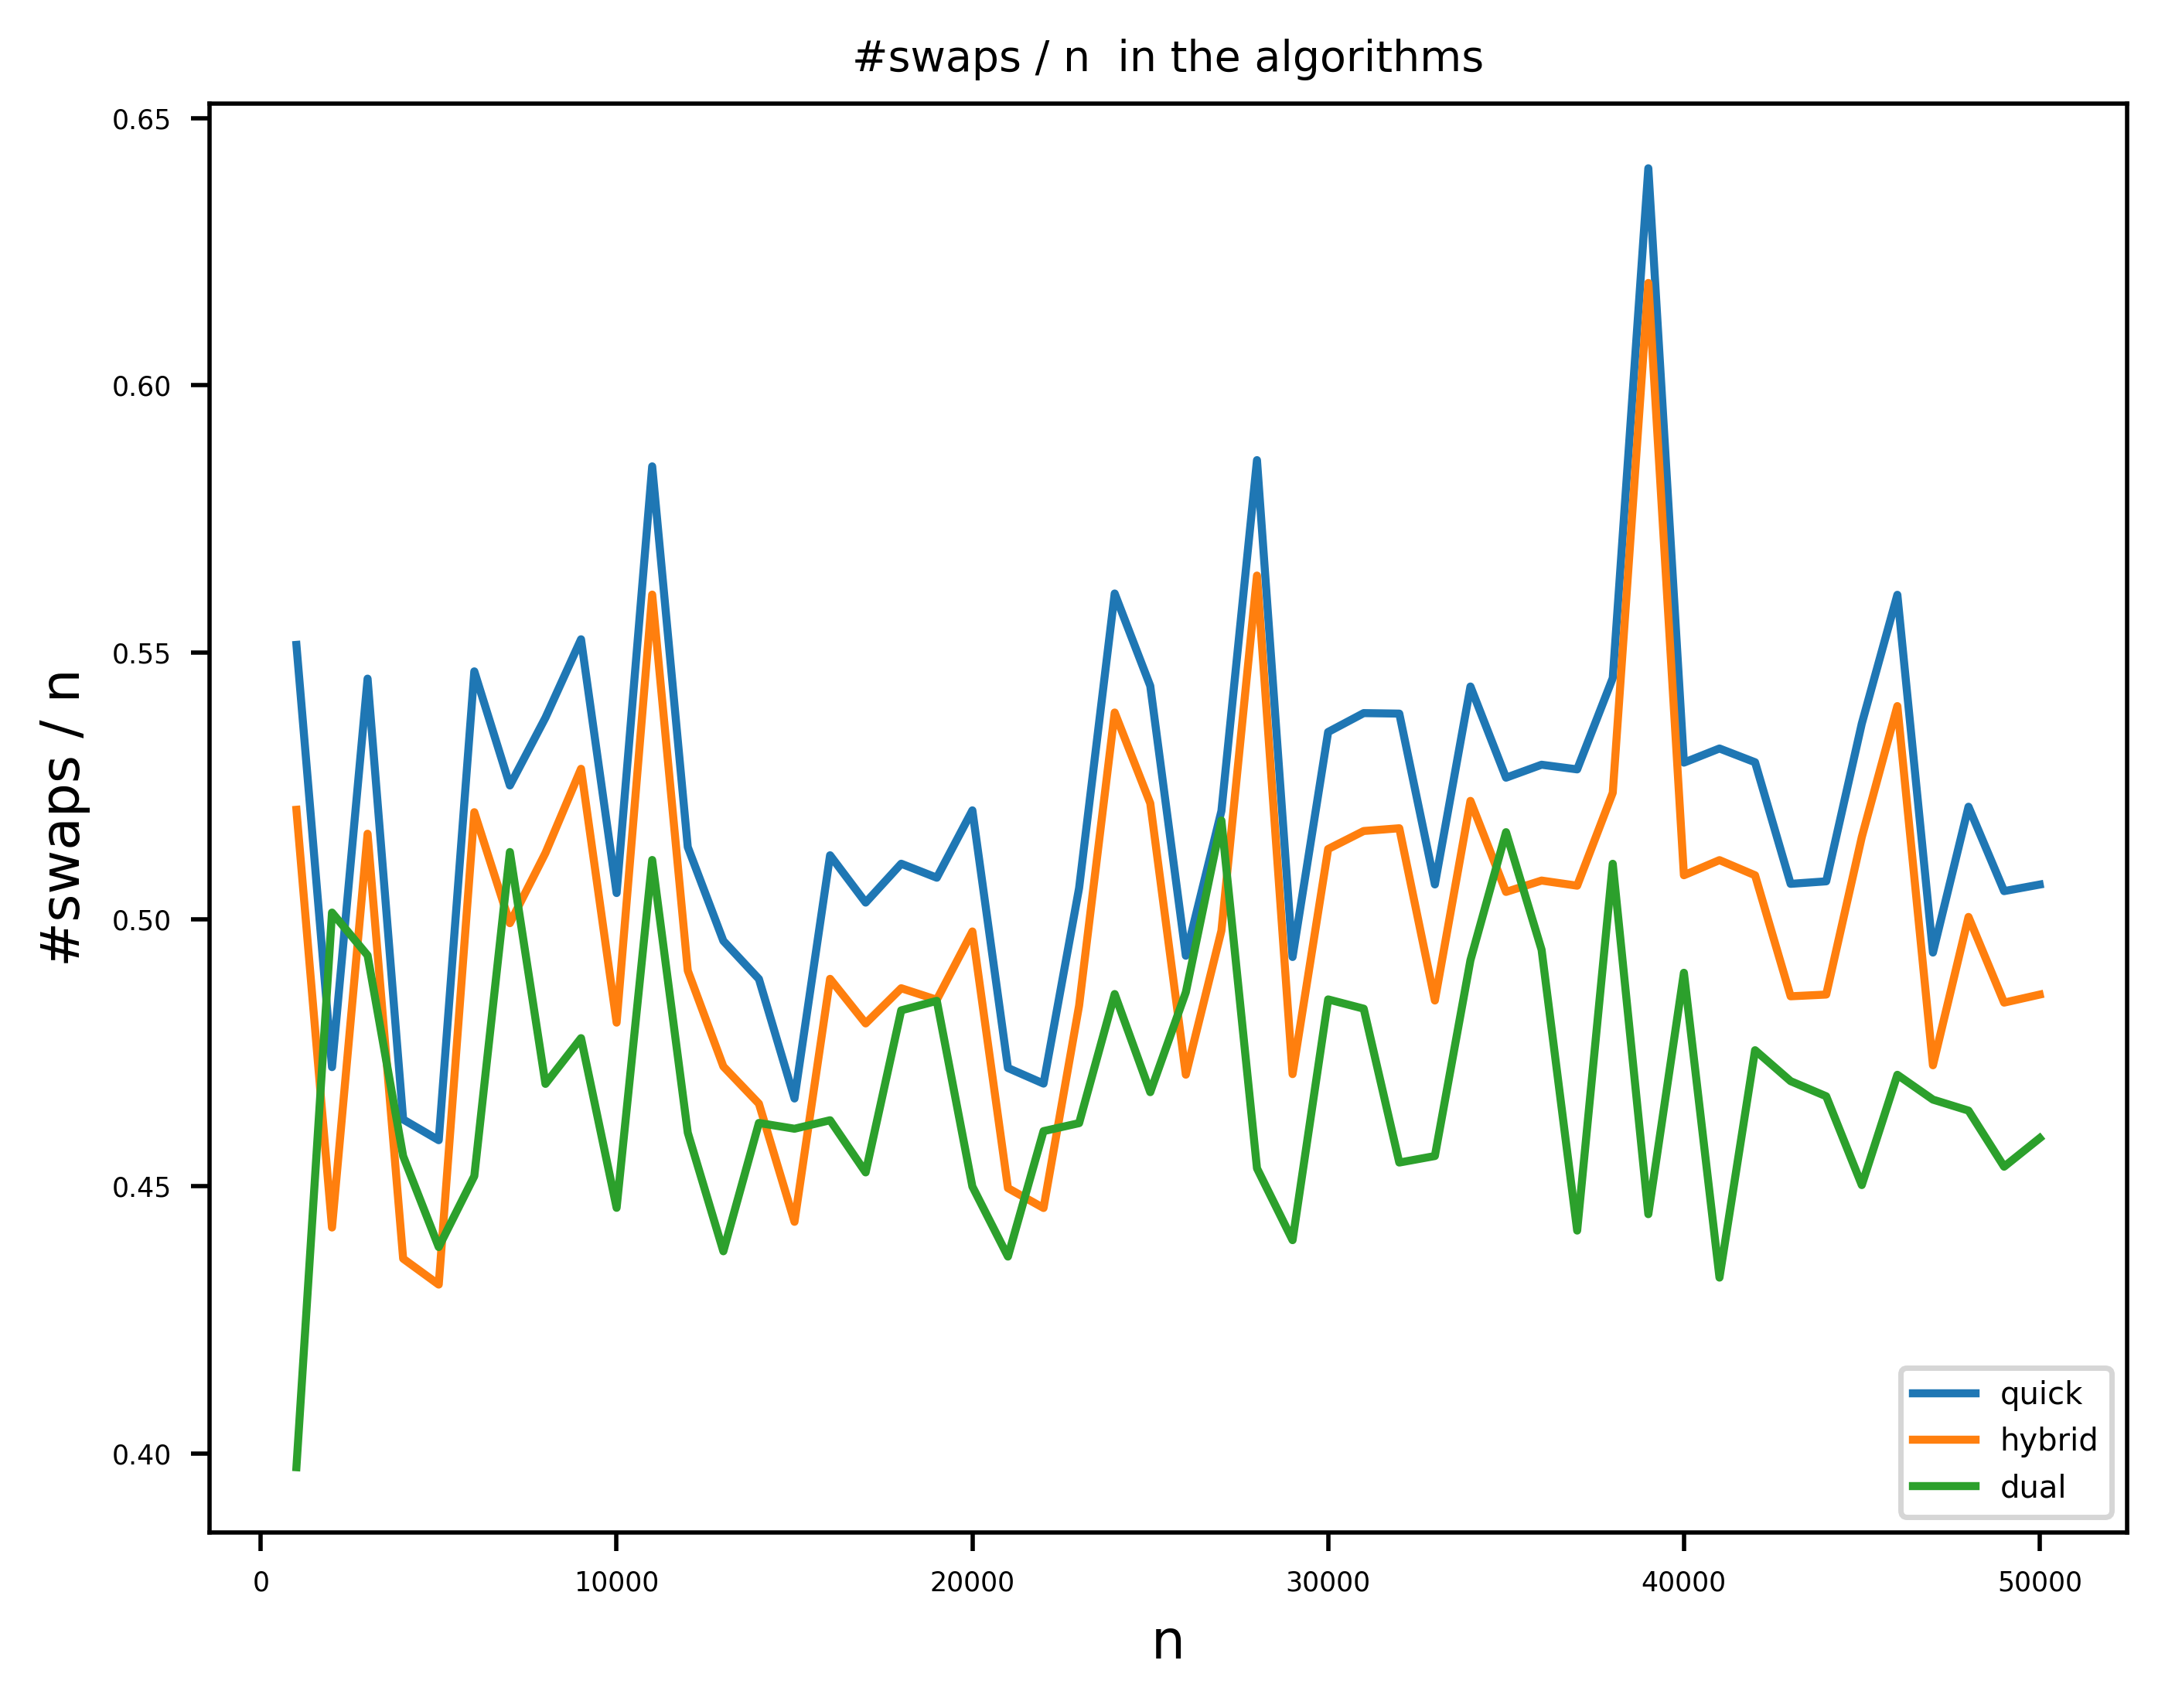 #swaps / n  in the algorithms
#swaps / n
0.65
0.60
0.55
0.50
0.45
0.40
quick
hybrid
dual
0 10000 20000 30000 40000 50000
n